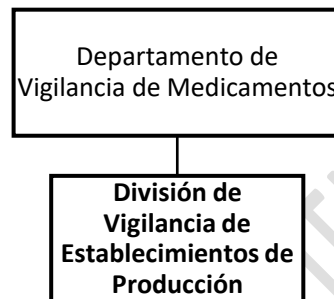 Departamento de
Vigilancia de Medicamentos
División de
Vigilancia de
Establecimientos de
Producción